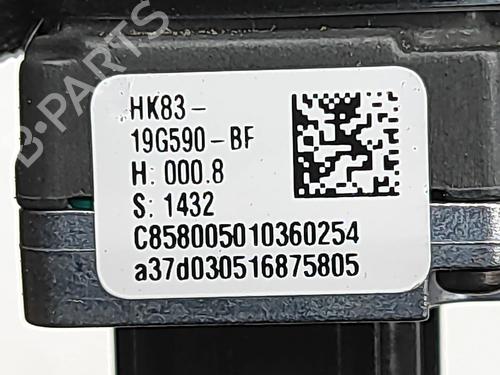 B-PARTS
HK83-
19G590-BF
H: 000.8
S: 1432
C858005010360254
a37d030516875805